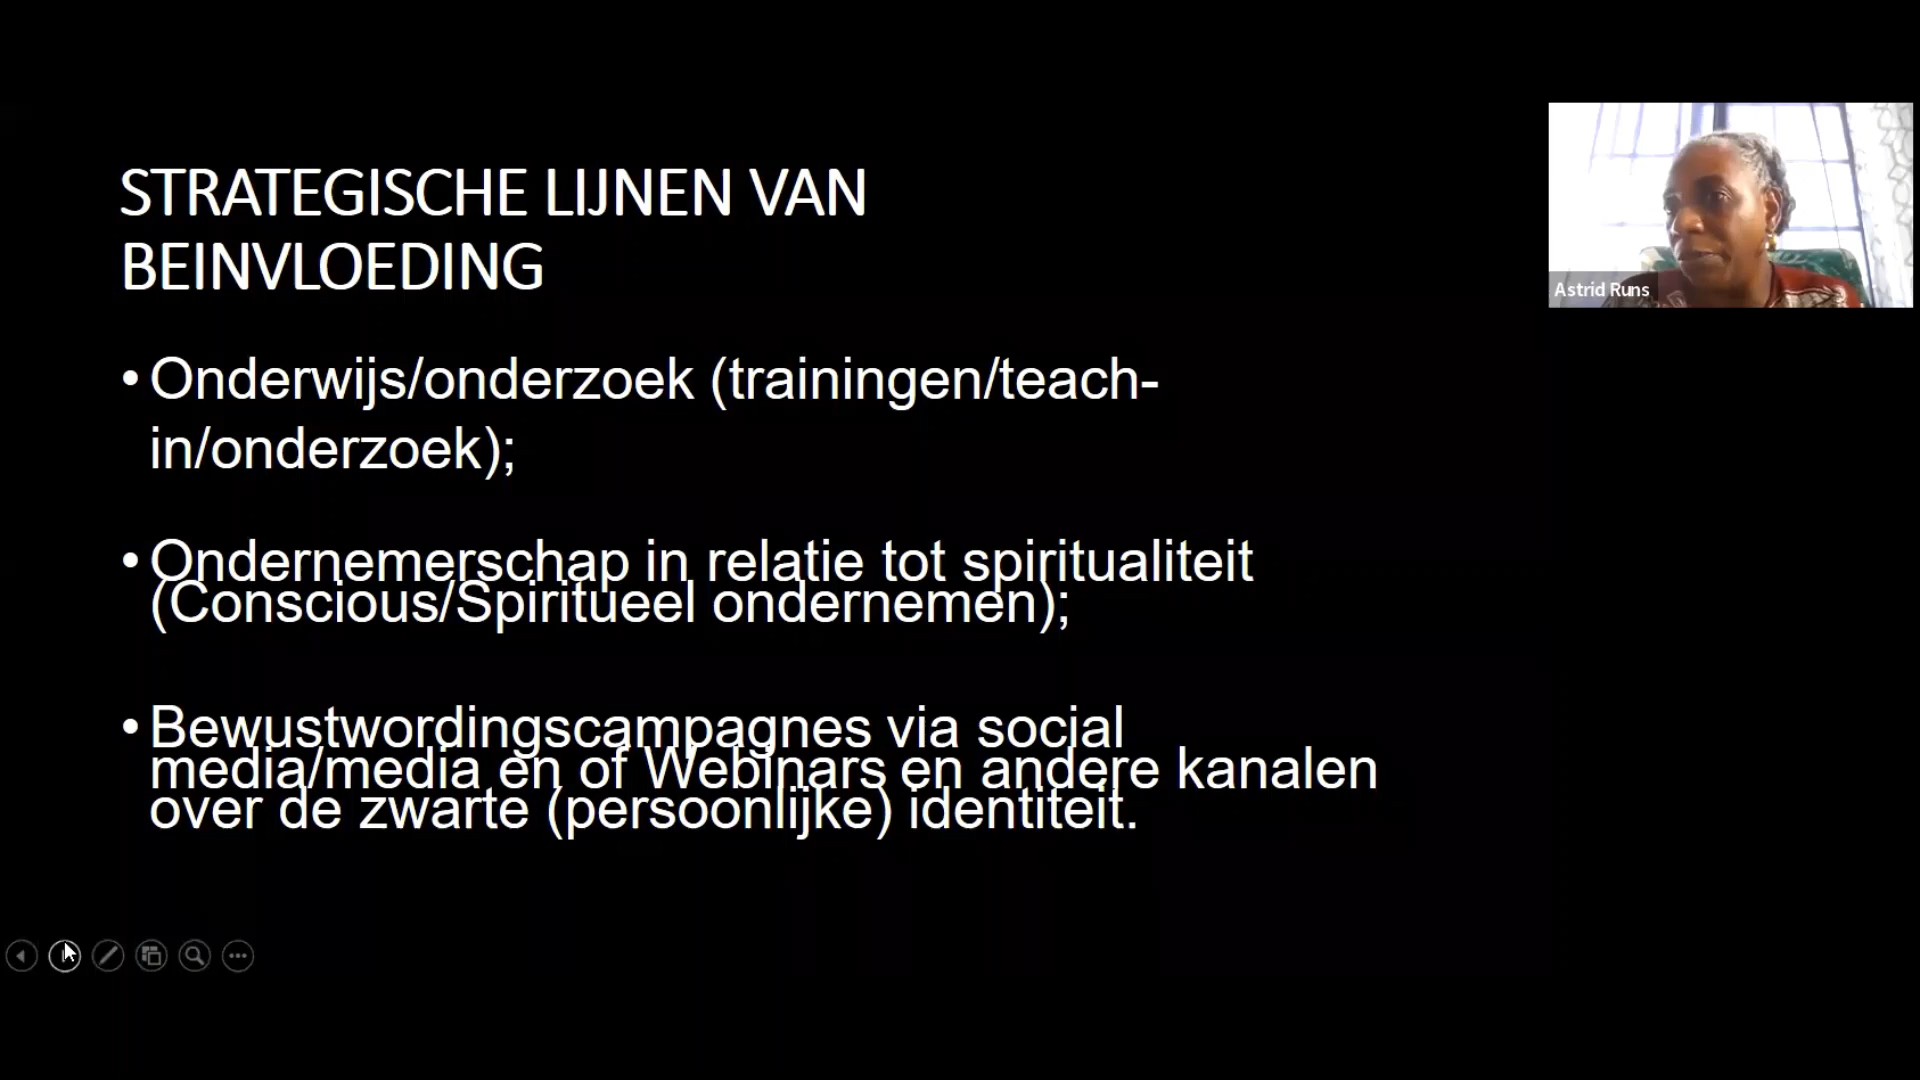 STRATEGISCHE LIJNEN VAN
BEINVLOEDING
• Onderwijs/onderzoek (trainingen/teach-
in/onderzoek);
• Ondernemerschap in relatie tot spiritualiteit
(Conscious/Spiritueel ondernemen);
• Bewustwordingscampagnes via social
media/media en of Webinars en andere kanalen
over de zwarte (persoonlijke) identiteit.
Astrid Runs